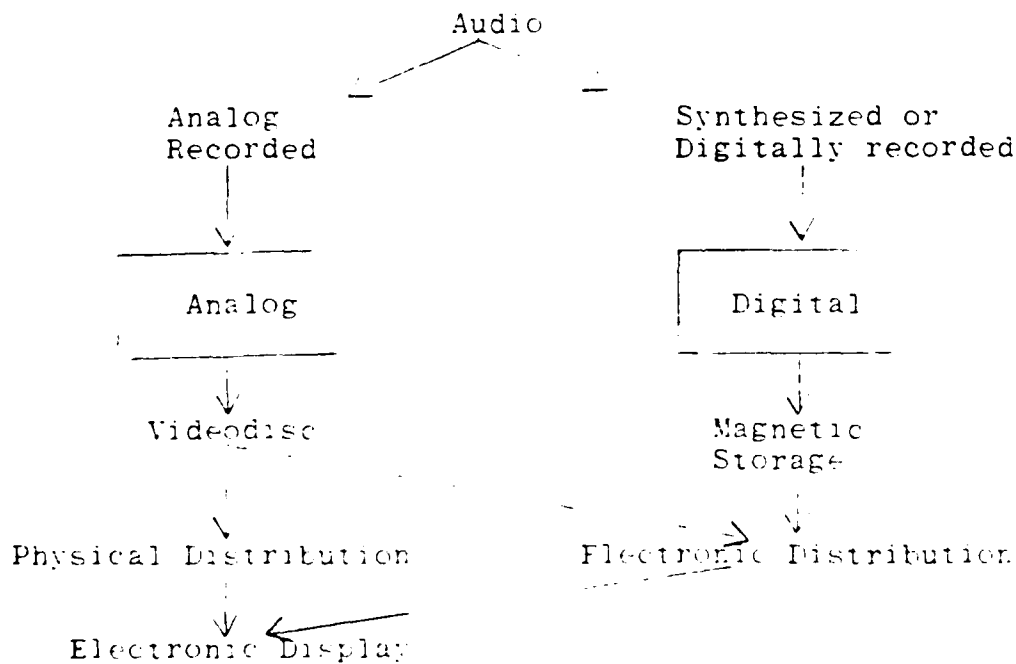 Audio
Analog
Recorded
Synthesized or
Digitally recorded
Analog
Digital
Videodisc
Magnetic
Storage
Physical Distribution
Electronic Distribution
Electronic Display